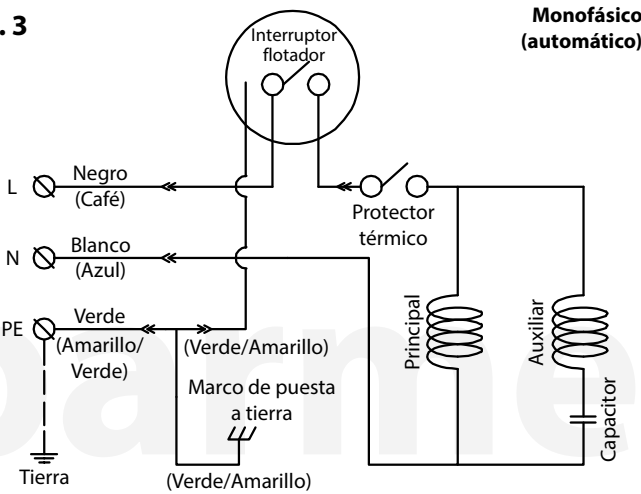 . 3
Monofásico
(automático)
Interruptor
flotador
L
Negro
(Café)
Protector
térmico
N
Blanco
(Azul)
PE
Verde
(Amarillo/
Verde)
(Verde/Amarillo)
Marco de puesta
a tierra
(Verde/Amarillo)
Tierra
Principal
Auxiliar
Capacitor
barme